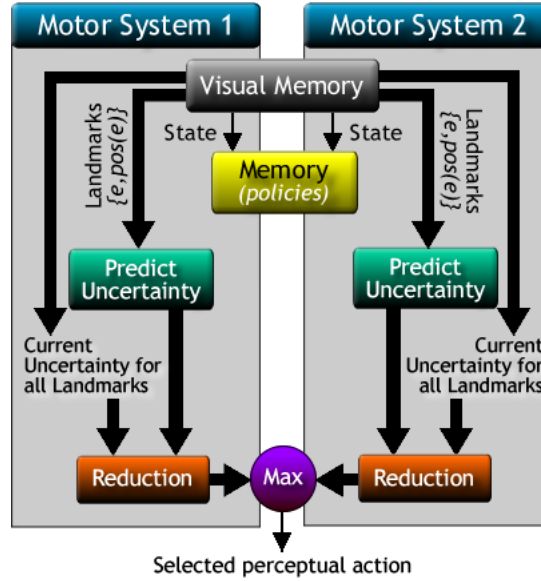 Motor System 1
Motor System 2
Visual Memory
State
State
Landmarks
{e,pos(e)}
Landmarks
{e,pos(e)}
Memory
(policies)
Predict
Uncertainty
Predict
Uncertainty
Current
Uncertainty for
all Landmarks
Current
Uncertainty for
all Landmarks
Reduction
Max
Reduction
Selected perceptual action